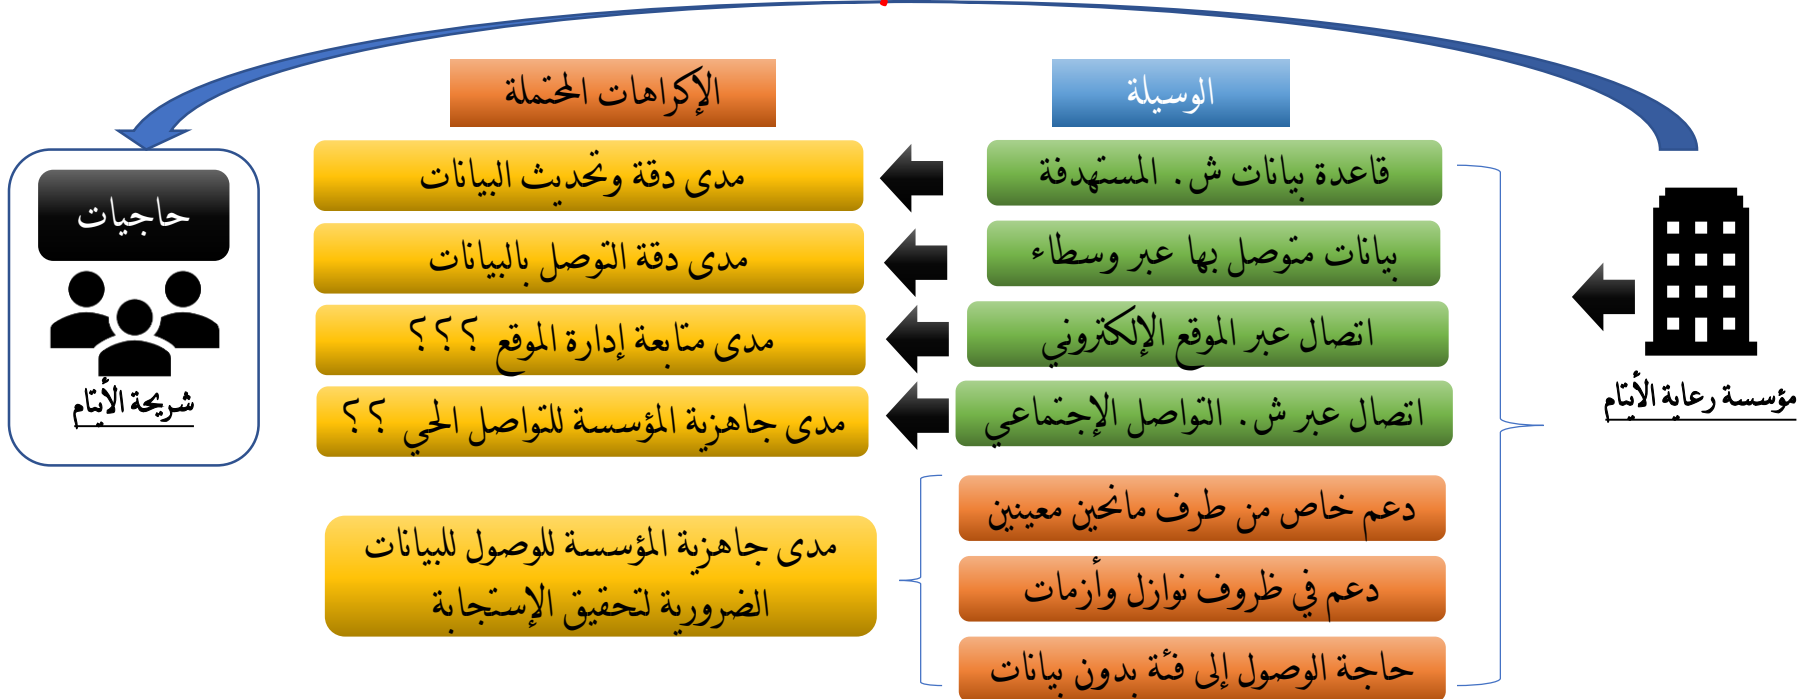 الوسيلة
الإكراهات المحتملة
قاعدة بيانات ش. المستهدفة
مدى دقة وتحديث البيانات
بيانات متوصل بها عبر وسطاء
مدى دقة التوصل بالبيانات
اتصال عبر الموقع الإلكتروني
مدى متابعة إدارة الموقع ؟؟؟
اتصال عبر ش. التواصل الإجتماعي
مدى جاهزية المؤسسة للتواصل الحي ؟؟
دعم خاص من طرف مانحين معينين
دعم في ظروف نوازل وأزمات
حاجة الوصول إلى فئة بدون بيانات
مدى جاهزية المؤسسة للوصول للبيانات
الضرورية لتحقيق الإستجابة
مؤسسة رعاية الأيتام
حاجيات
شريحة الأيتام